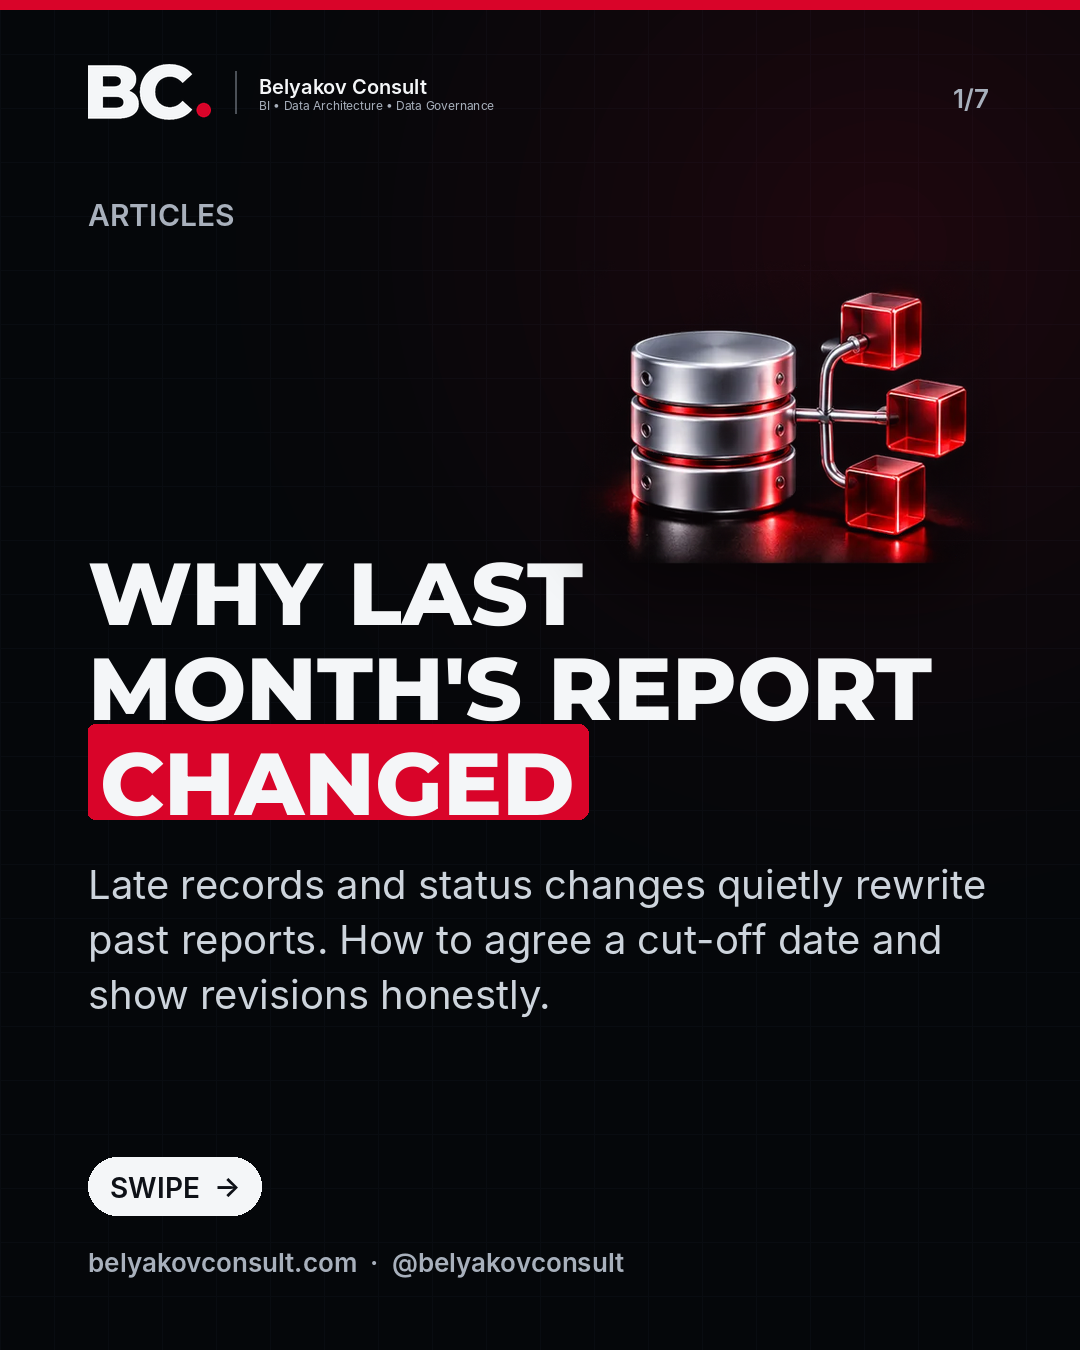 BC.
Belyakov Consult
BI • Data Architecture • Data Governance
1/7
ARTICLES
WHY LAST
MONTH'S REPORT
CHANGED
Late records and status changes quietly rewrite
past reports. How to agree a cut-off date and
show revisions honestly.
SWIPE →
belyakovconsult.com · @belyakovconsult